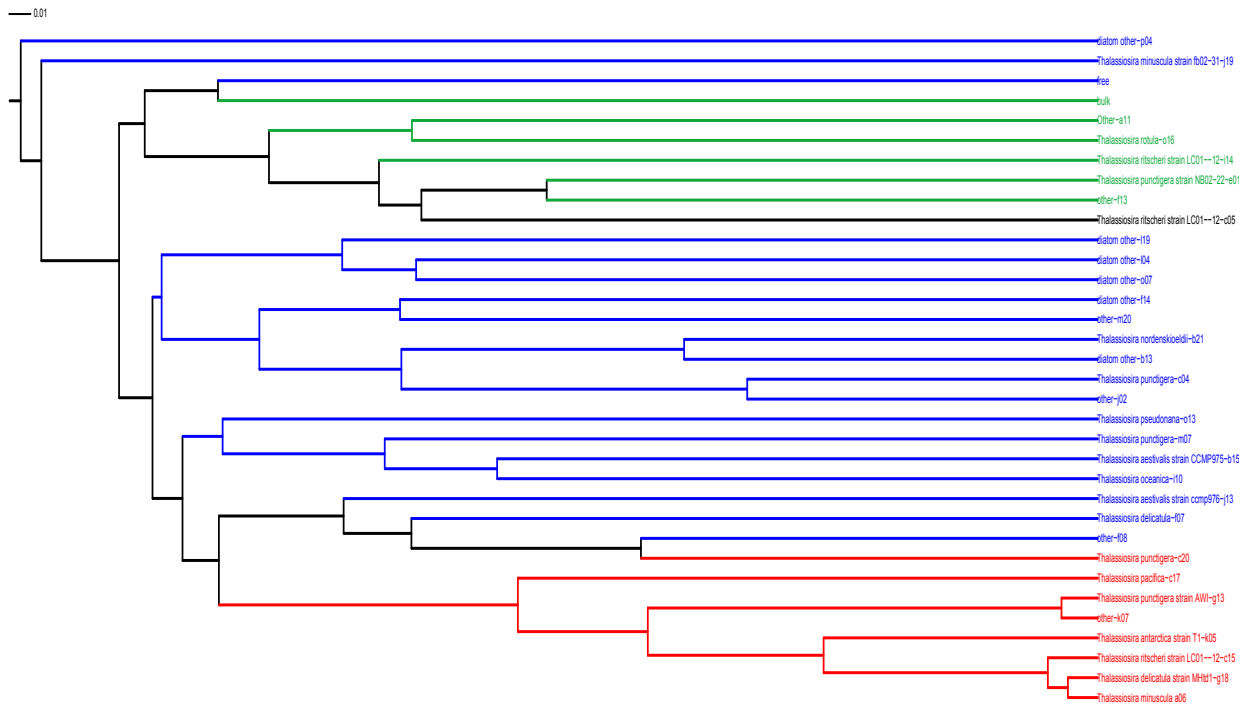 0.01
diatom other-p04
Thalassiosira minuscula strain fb02-31-j19
free
bulk
Other-a11
Thalassiosira rotula-o16
Thalassiosira ritscheri strain LC01--12-i14
Thalassiosira punctigera strain NB02-22-e01
other-f13
Thalassiosira ritscheri strain LC01--12-c05
diatom other-l19
diatom other-l04
diatom other-o07
diatom other-f14
other-m20
Thalassiosira nordenskioeldii-b21
diatom other-b13
Thalassiosira punctigera-c04
other-j02
Thalassiosira pseudonana-o13
Thalassiosira punctigera-m07
Thalassiosira aestivalis strain CCMP975-b15
Thalassiosira oceanica-i10
Thalassiosira aestivalis strain ccmp976-j13
Thalassiosira delicatula-f07
other-f08
Thalassiosira punctigera-c20
Thalassiosira pacifica-c17
Thalassiosira punctigera strain AWI-g13
other-k07
Thalassiosira antarctica strain T1-k05
Thalassiosira ritscheri strain LC01--12-c15
Thalassiosira delicatula strain MHtd1-g18
Thalassiosira minuscula a06